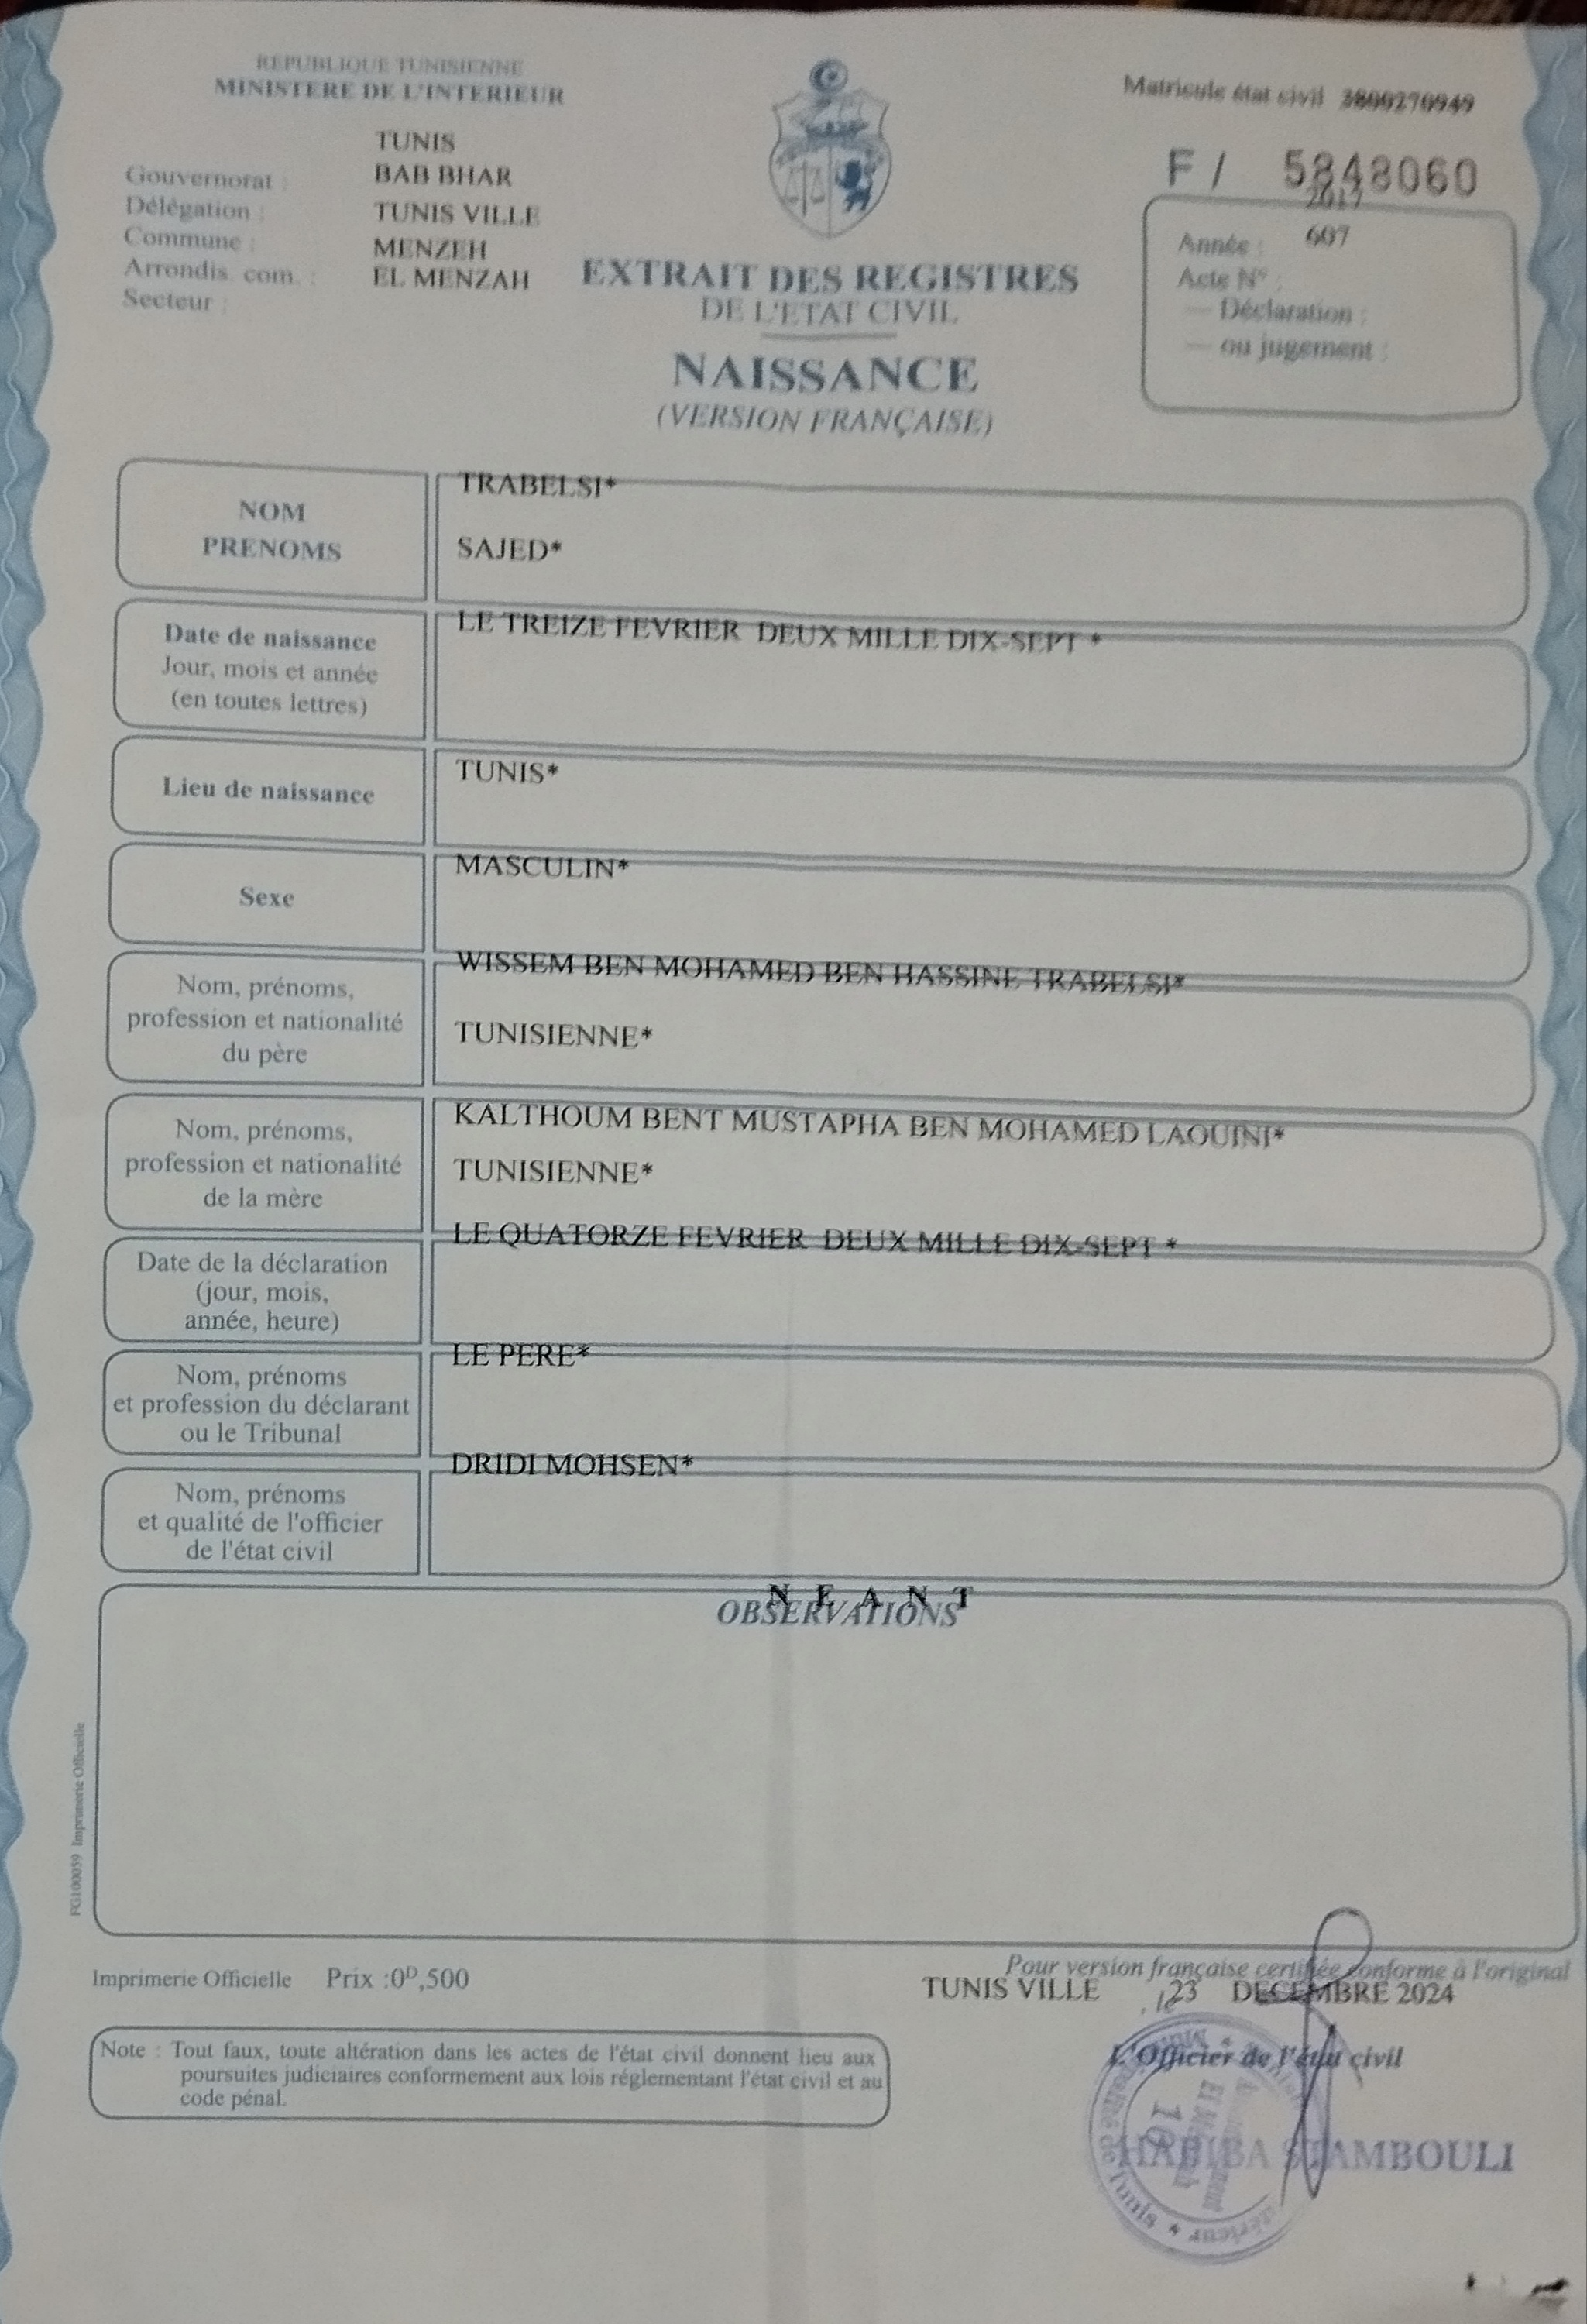 REPUBLIQUE TUNISIENNE
MINISTERE DE L'INTERIEUR
TUNIS
Gouvernorat :
BAB BHAR
Délégation :
TUNIS VILLE
Commune :
MENZEH
Arrondis. com. :
EL MENZAH
Secteur :
Matricule état civil
F / 5848060
2017
Année : 607
Acte N° :
— Déclaration :
— ou jugement :
EXTRAIT DES REGISTRES
DE L'ETAT CIVIL
NAISSANCE
(VERSION FRANÇAISE)
NOM
PRENOMS
TRABELSI*
SAJED*
Date de naissance
Jour, mois et année
(en toutes lettres)
LE TREIZE FEVRIER DEUX MILLE DIX-SEPT *
Lieu de naissance
TUNIS*
Sexe
MASCULIN*
Nom, prénoms,
profession et nationalité
du père
WISSEM BEN MOHAMED BEN HASSINE TRABELSI*
TUNISIENNE*
Nom, prénoms,
profession et nationalité
de la mère
KALTHOUM BENT MUSTAPHA BEN MOHAMED LAOUINI*
TUNISIENNE*
Date de la déclaration
(jour, mois,
année, heure)
LE QUATORZE FEVRIER DEUX MILLE DIX-SEPT *
Nom, prénoms
et profession du déclarant
ou le Tribunal
LE PERE*
Nom, prénoms
et qualité de l'officier
de l'état civil
DRIDI MOHSEN*
N E A N T
OBSERVATIONS
FG100059 Imprimerie Officielle
Imprimerie Officielle Prix :0D,500
Pour version française certifiée conforme à l'original
TUNIS VILLE , le 23 DECEMBRE 2024
L'Officier de l'état civil
HABIBA STAMBOULI
Note : Tout faux, toute altération dans les actes de l'état civil donnent lieu aux
poursuites judiciaires conformement aux lois réglementant l'état civil et au
code pénal.